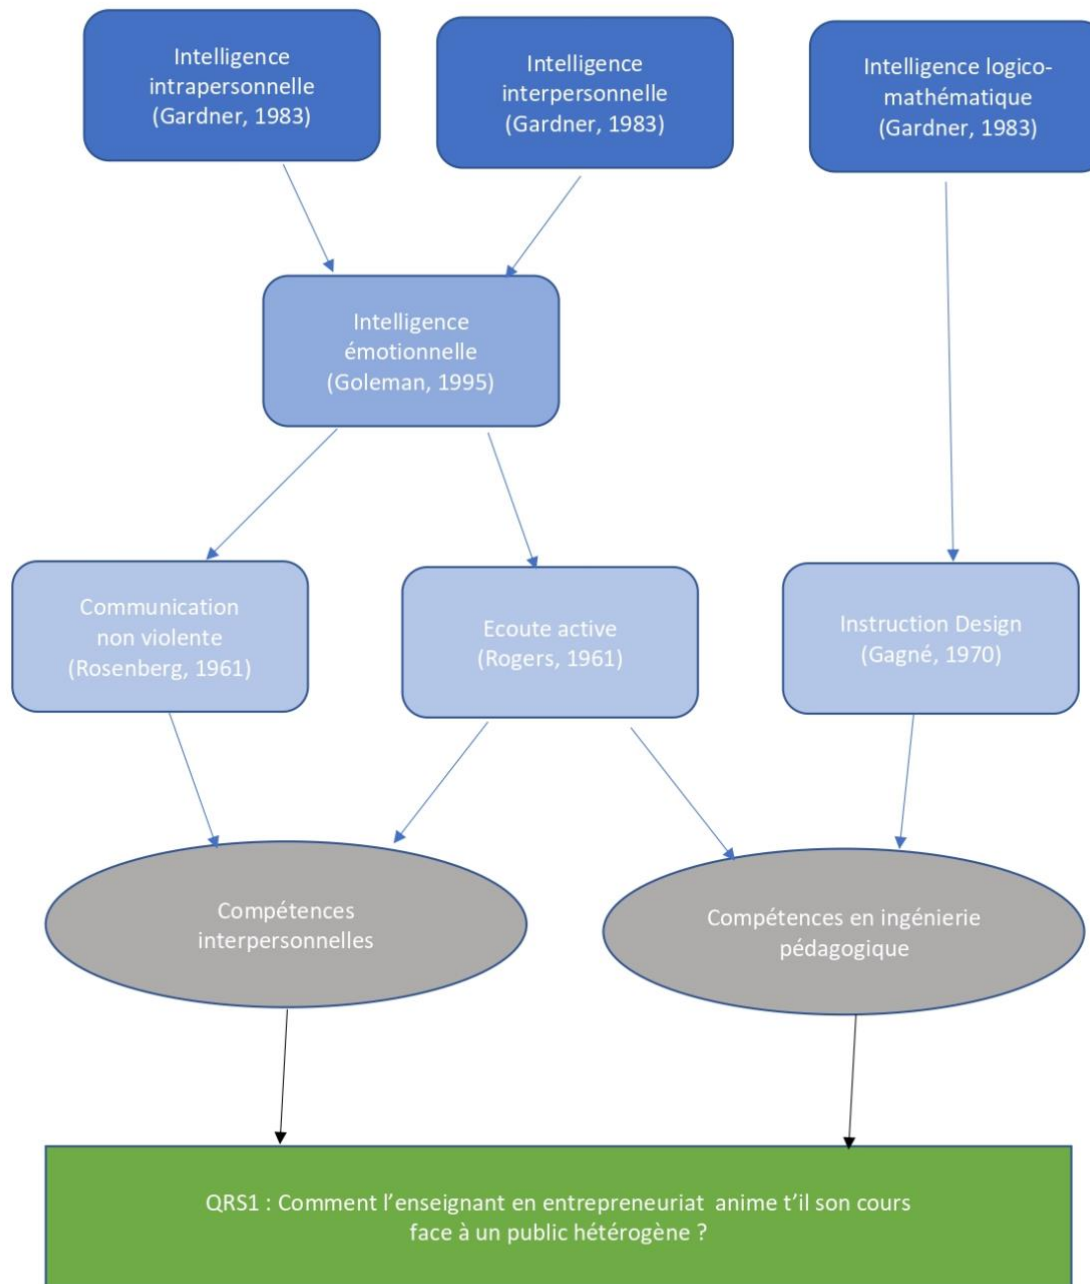 Intelligence
intrapersonnelle
(Gardner, 1983)
Intelligence
interpersonnelle
(Gardner, 1983)
Intelligence logico-
mathématique
(Gardner, 1983)
Intelligence
émotionnelle
(Goleman, 1995)
Communication
non violente
(Rosenberg, 1961)
Ecoute active
(Rogers, 1961)
Instruction Design
(Gagné, 1970)
Compétences
interpersonnelles
Compétences en ingénierie
pédagogique
QRS1 : Comment l’enseignant en entrepreneuriat anime t’il son cours
face à un public hétérogène ?